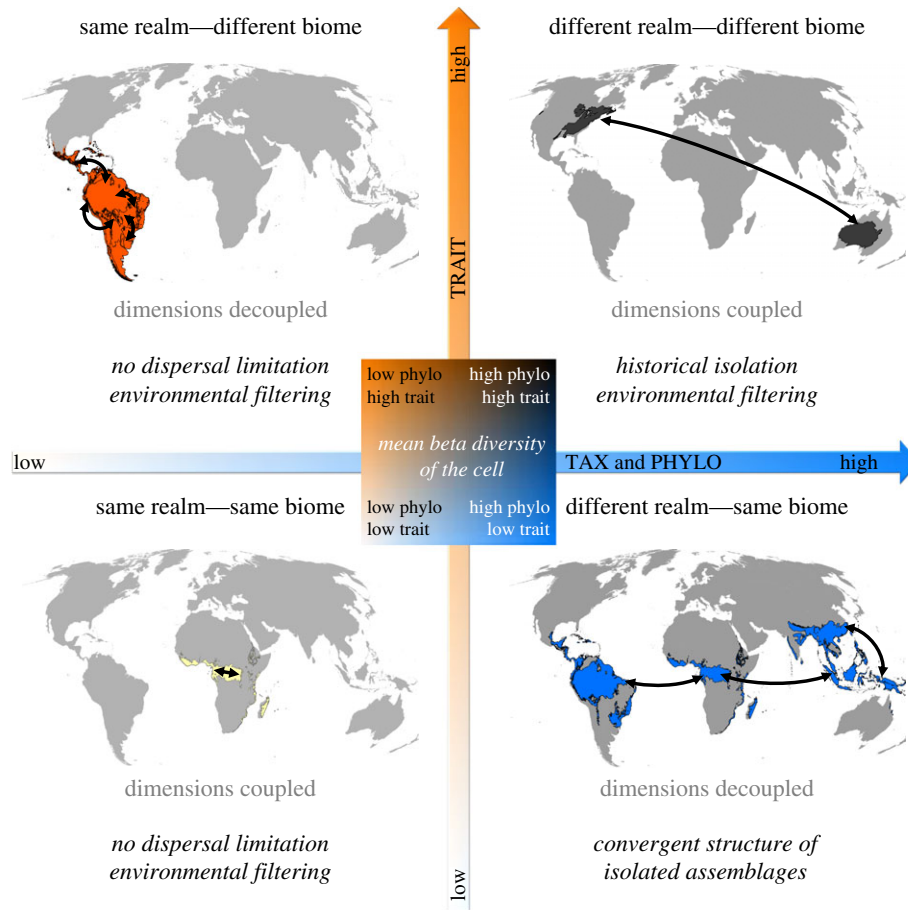 same realm—different biome
high
different realm—different biome
TRAIT
dimensions decoupled
dimensions coupled
no dispersal limitation
environmental filtering
low phylo
high trait
high phylo
high trait
historical isolation
environmental filtering
mean beta diversity
of the cell
low
TAX and PHYLO
high
same realm—same biome
low phylo
low trait
high phylo
low trait
different realm—same biome
dimensions coupled
dimensions decoupled
no dispersal limitation
environmental filtering
convergent structure of
isolated assemblages
low